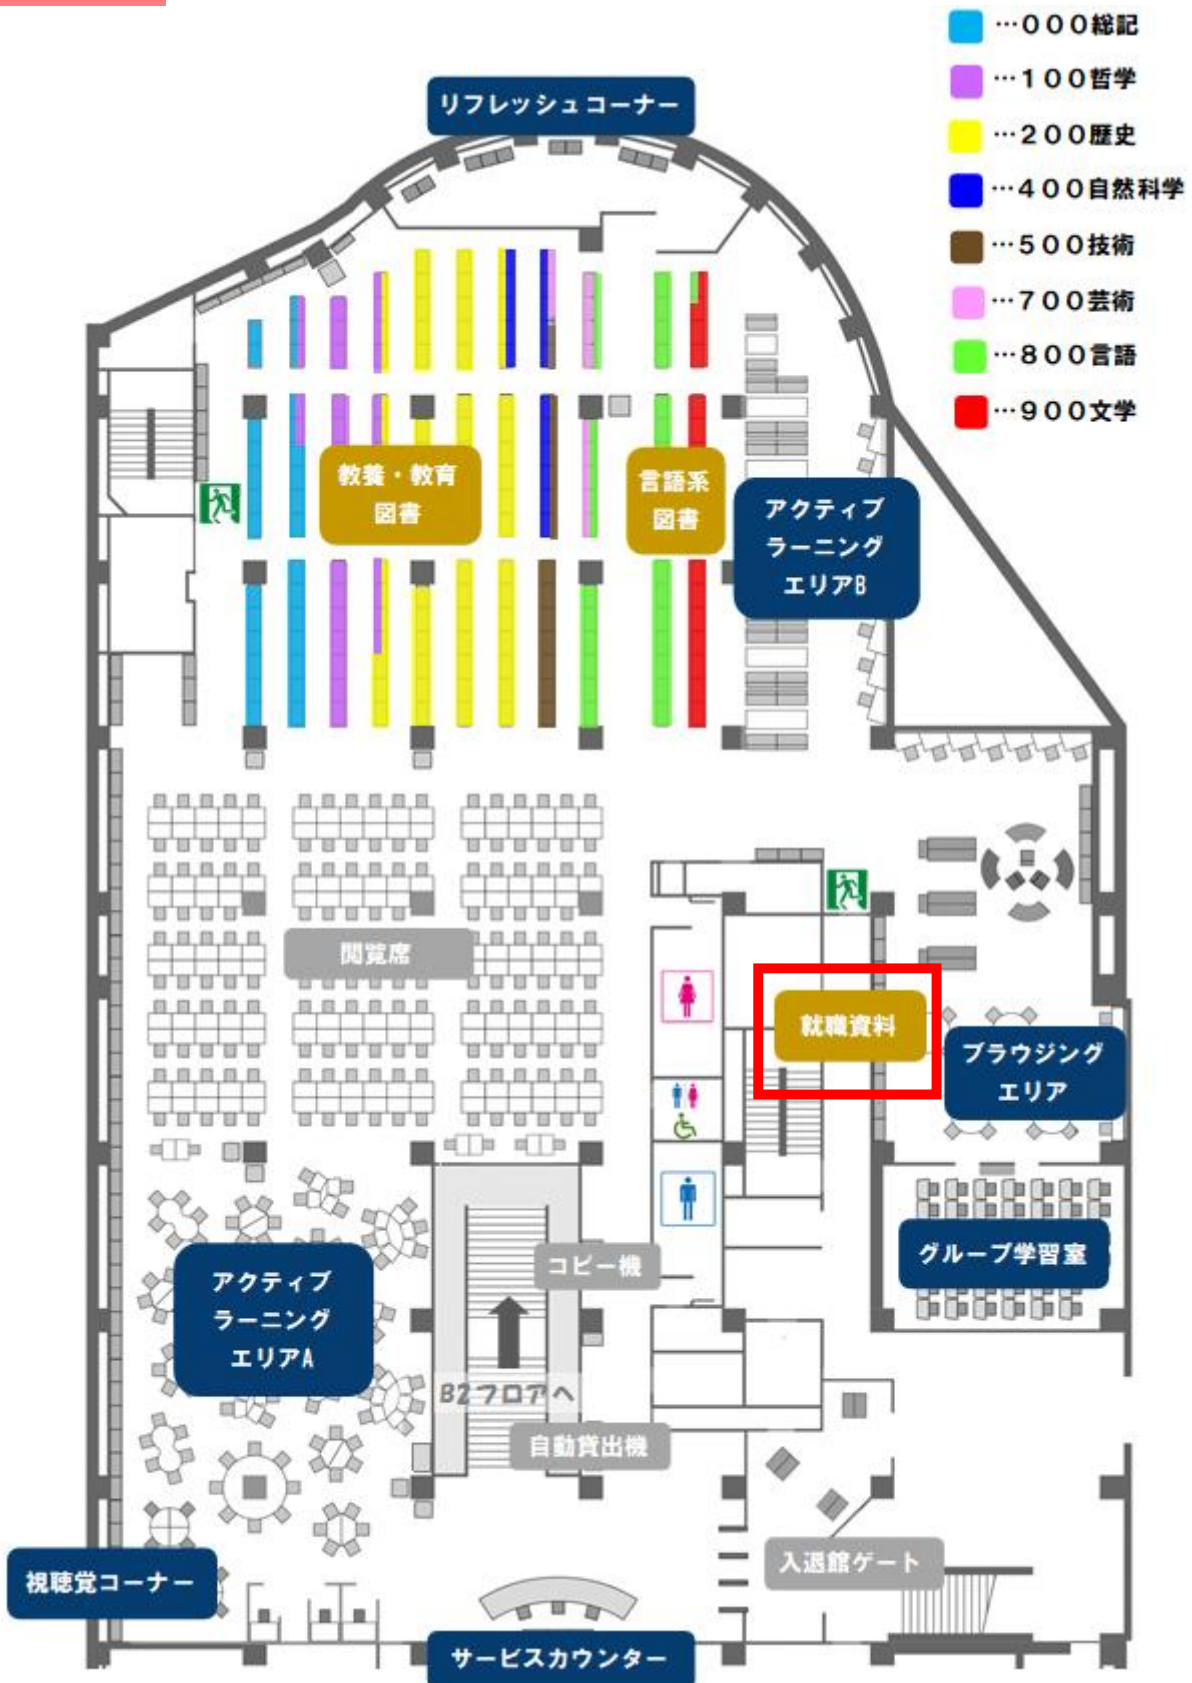 …０００総記
…１００哲学
…２００歴史
…４００自然科学
…５００技術
…７００芸術
…８００言語
…９００文学
リフレッシュコーナー
教養・教育
図書
言語系
図書
アクティブ
ラーニング
エリアB
閲覧席
就職資料
ブラウジング
エリア
グループ学習室
コピー機
アクティブ
ラーニング
エリアA
B2フロアへ
自動貸出機
入退館ゲート
視聴覚コーナー
サービスカウンター